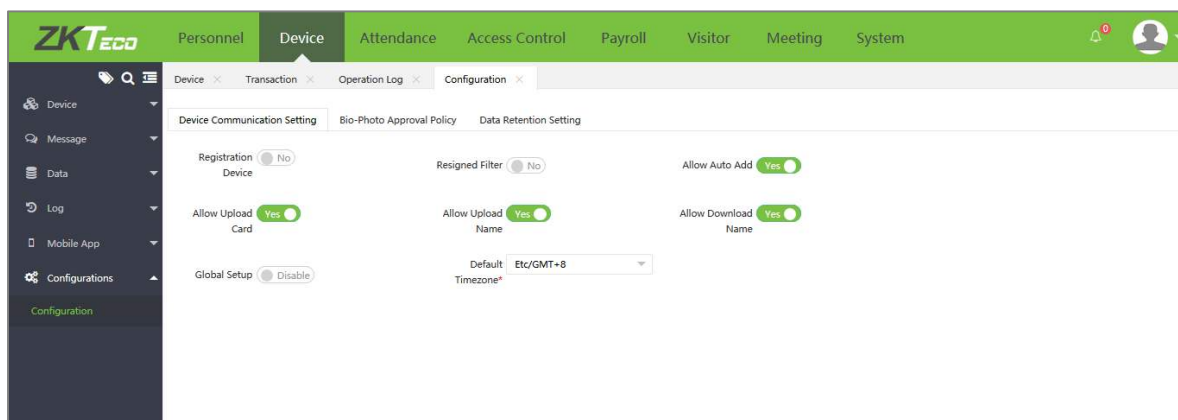 ZKTeco Personnel Device Attendance Access Control Payroll Visitor Meeting System 0
Device Transaction Operation Log Configuration
Device
Message
Data
Log
Mobile App
Configurations
Configuration
Device Communication Setting Bio-Photo Approval Policy Data Retention Setting
Registration Device No Resigned Filter No Allow Auto Add Yes
Allow Upload Card Yes Allow Upload Name Yes Allow Download Name Yes
Global Setup Disable Default Timezone* Etc/GMT+8